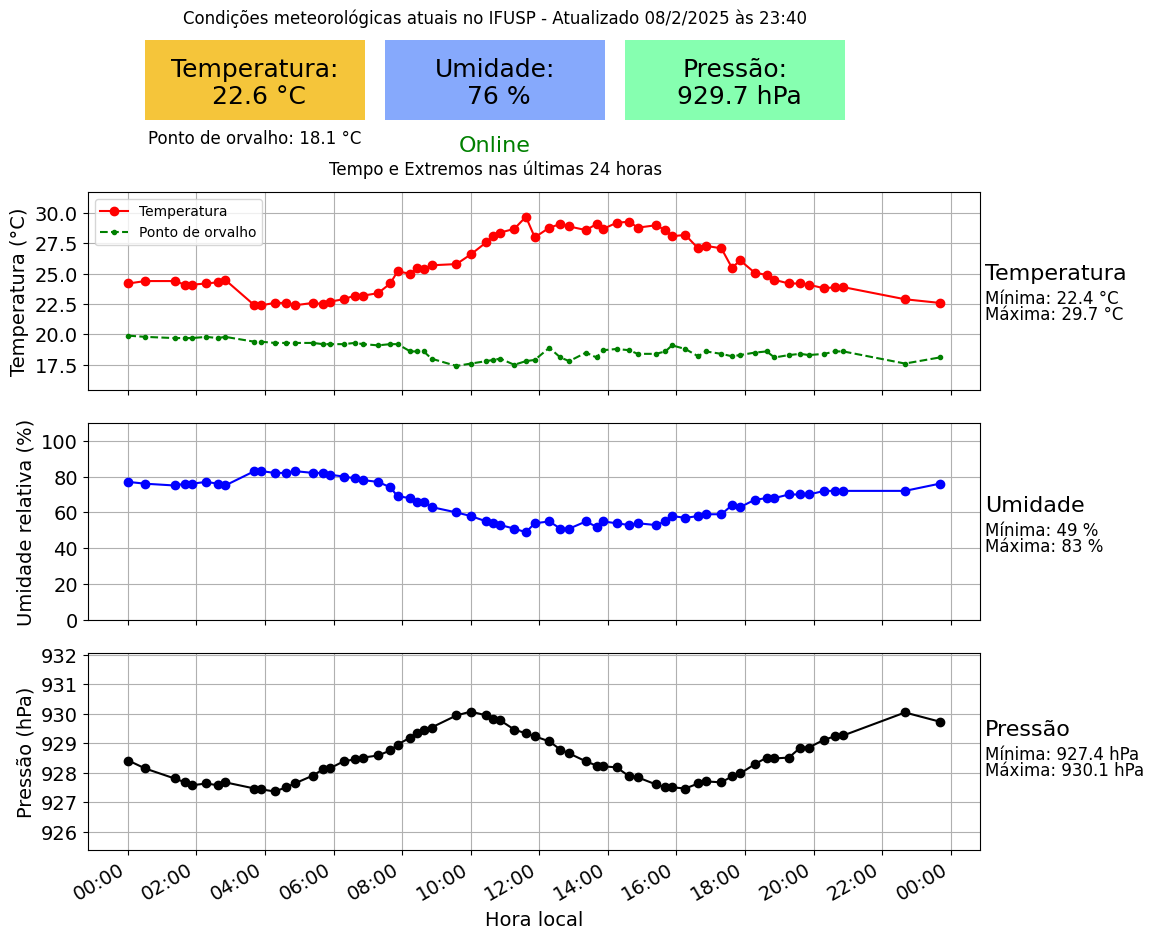 Condições meteorológicas atuais no IFUSP - Atualizado 08/2/2025 às 23:40
Temperatura:
22.6 °C
Umidade:
76 %
Pressão:
929.7 hPa
Ponto de orvalho: 18.1 °C
Online
Tempo e Extremos nas últimas 24 horas
Temperatura (°C)
30.0
27.5
25.0
22.5
20.0
17.5
Temperatura
Ponto de orvalho
Temperatura
Mínima: 22.4 °C
Máxima: 29.7 °C
Umidade relativa (%)
100
80
60
40
20
0
Umidade
Mínima: 49 %
Máxima: 83 %
Pressão (hPa)
932
931
930
929
928
927
926
Pressão
Mínima: 927.4 hPa
Máxima: 930.1 hPa
00:00 02:00 04:00 06:00 08:00 10:00 12:00 14:00 16:00 18:00 20:00 22:00 00:00
Hora local